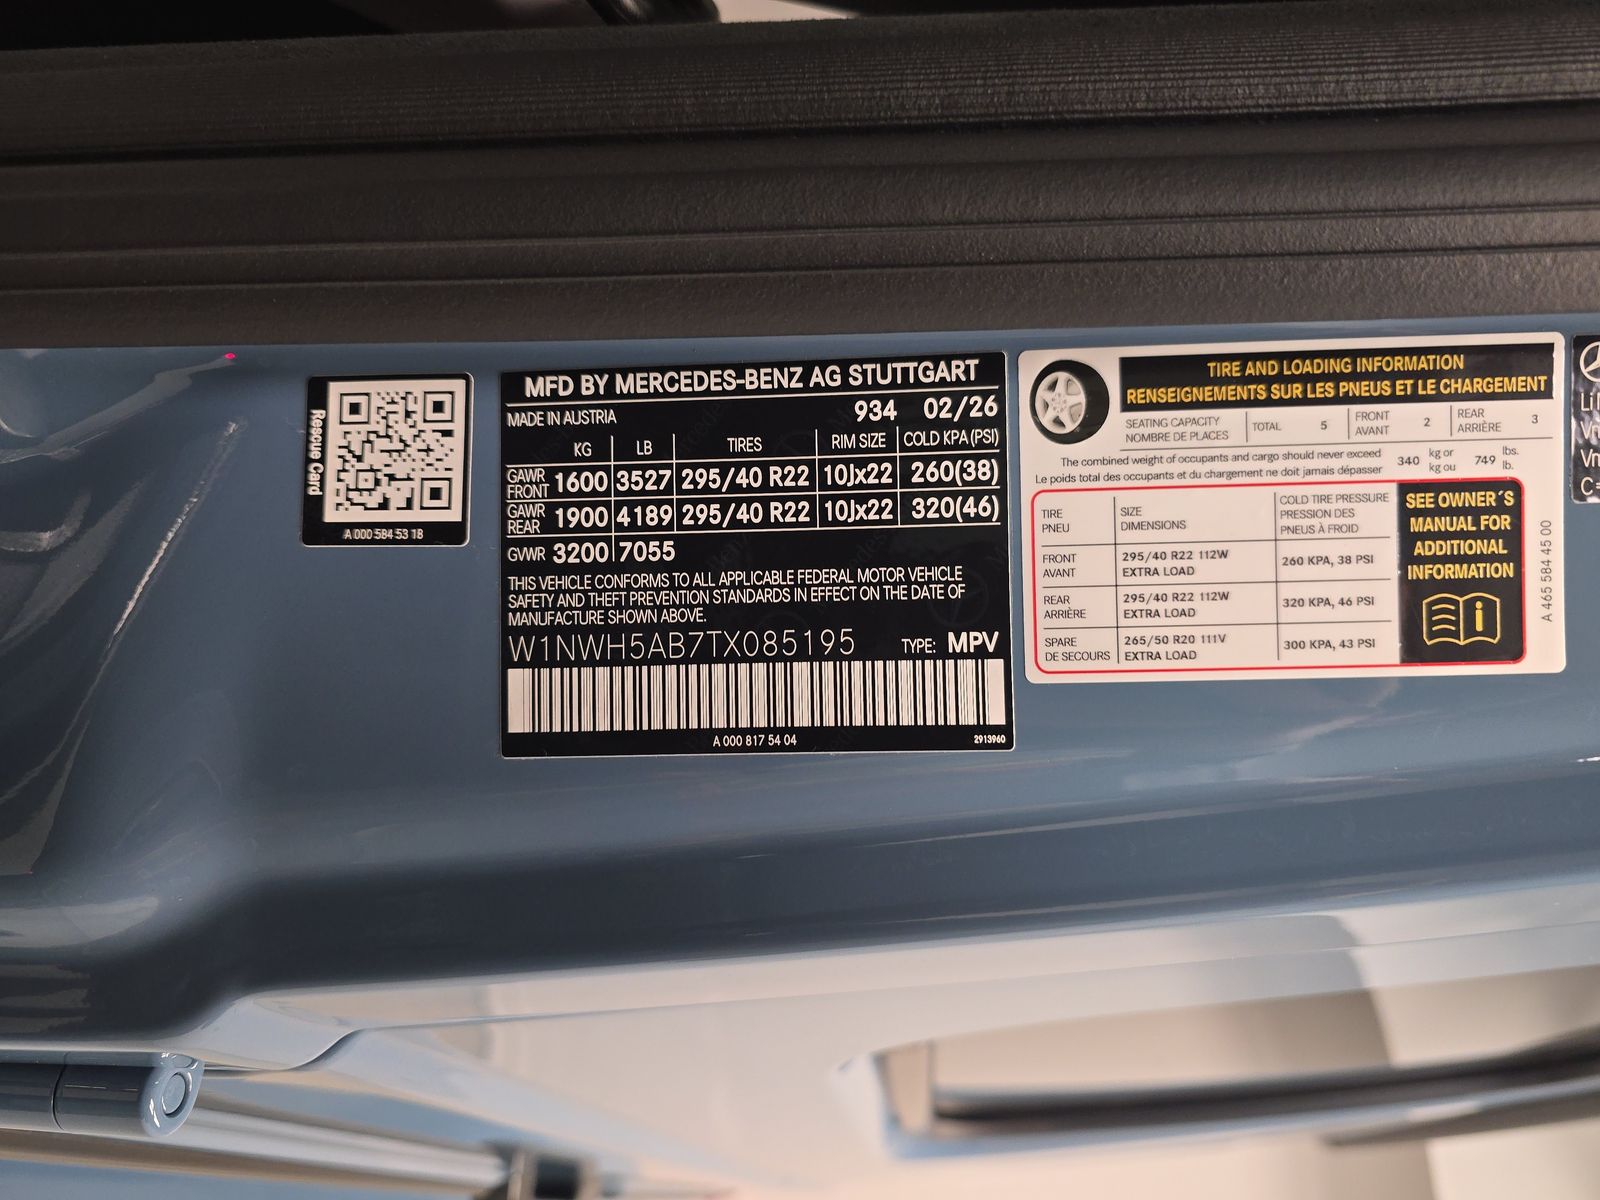 Rescue Card
A 000 584 53 18
MFD BY MERCEDES-BENZ AG STUTTGART
MADE IN AUSTRIA 934 02/26
KG LB TIRES RIM SIZE COLD KPA (PSI)
GAWR FRONT 1600 3527 295/40 R22 10Jx22 260(38)
GAWR REAR 1900 4189 295/40 R22 10Jx22 320(46)
GVWR 3200 7055
THIS VEHICLE CONFORMS TO ALL APPLICABLE FEDERAL MOTOR VEHICLE
SAFETY AND THEFT PREVENTION STANDARDS IN EFFECT ON THE DATE OF
MANUFACTURE SHOWN ABOVE.
W1NWH5AB7TX085195 TYPE: MPV
A 000 817 54 04 2913960
TIRE AND LOADING INFORMATION
RENSEIGNEMENTS SUR LES PNEUS ET LE CHARGEMENT
SEATING CAPACITY
NOMBRE DE PLACES
TOTAL 5
FRONT
AVANT
2
REAR
ARRIÈRE
3
The combined weight of occupants and cargo should never exceed
Le poids total des occupants et du chargement ne doit jamais dépasser
340
kg or
kg ou
749
lbs.
lb.
TIRE
PNEU
SIZE
DIMENSIONS
COLD TIRE PRESSURE
PRESSION DES
PNEUS À FROID
FRONT
AVANT
295/40 R22 112W
EXTRA LOAD
260 KPA, 38 PSI
REAR
ARRIÈRE
295/40 R22 112W
EXTRA LOAD
320 KPA, 46 PSI
SPARE
DE SECOURS
265/50 R20 111V
EXTRA LOAD
300 KPA, 43 PSI
SEE OWNER´S
MANUAL FOR
ADDITIONAL
INFORMATION
A 465 584 45 00